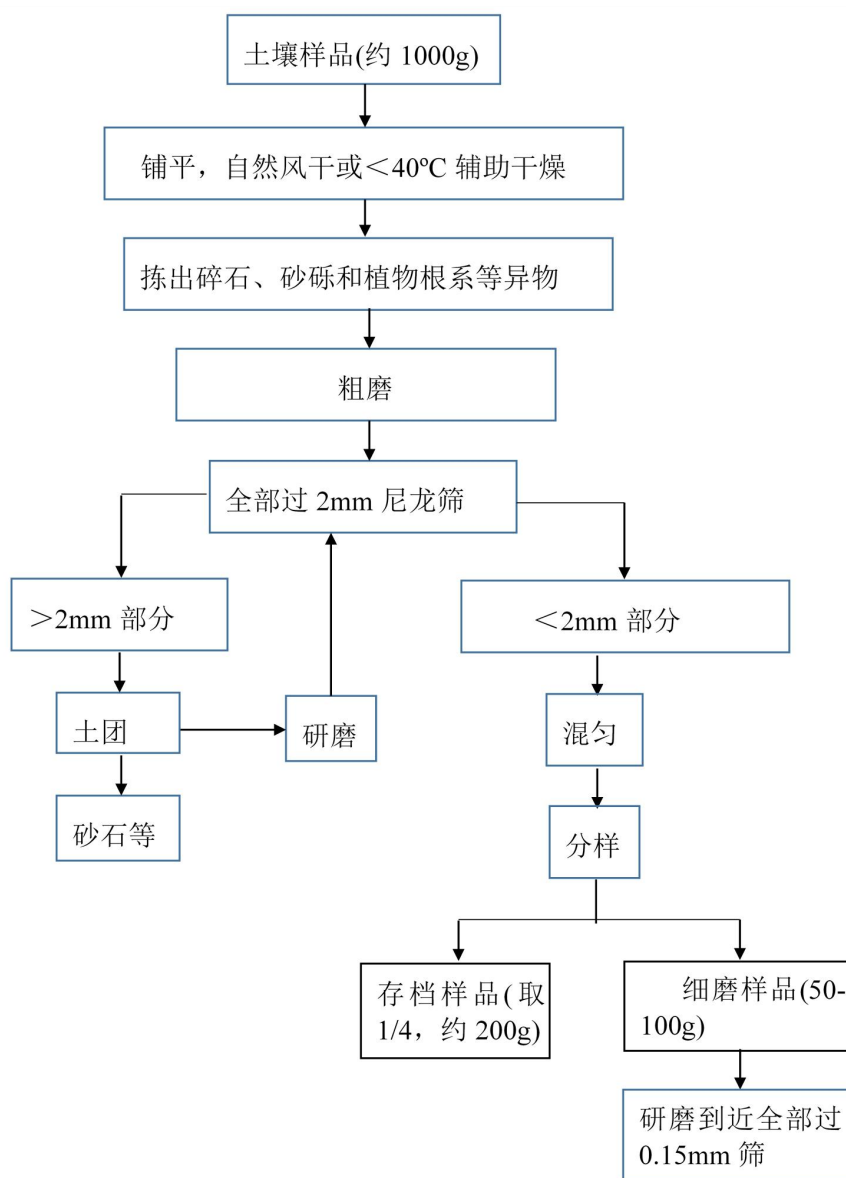 土壤样品(约 1000g)
铺平，自然风干或＜40ºC 辅助干燥
拣出碎石、砂砾和植物根系等异物
粗磨
全部过 2mm 尼龙筛
＞2mm 部分
＜2mm 部分
土团
研磨
混匀
砂石等
分样
存档样品(取
1/4，约 200g)
细磨样品(50-
100g)
研磨到近全部过
0.15mm 筛